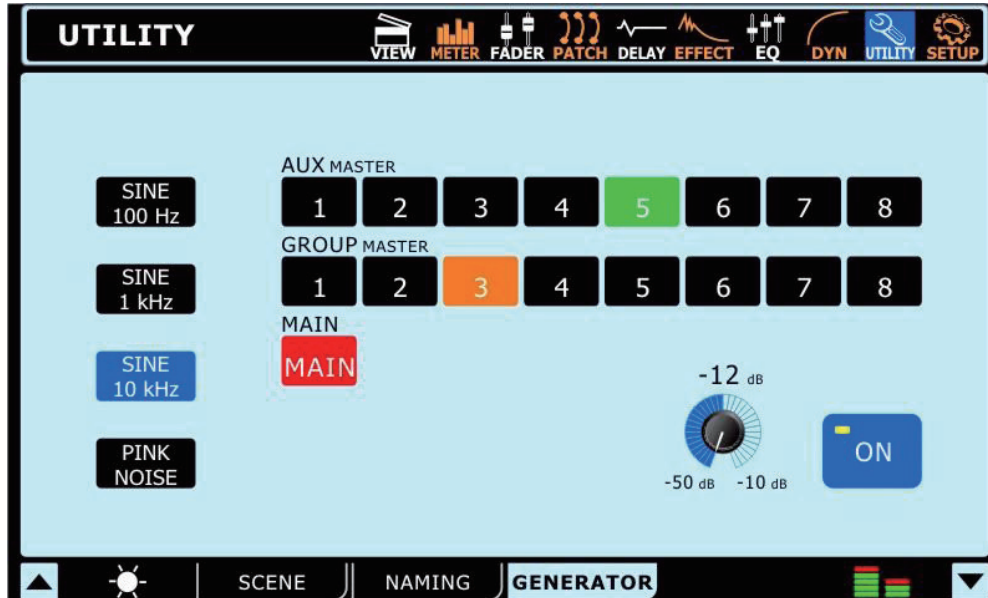 UTILITY
VIEW METER FADER PATCH DELAY EFFECT EQ DYN UTILITY SETUP
AUX MASTER
SINE
100 Hz
1 2 3 4 5 6 7 8
GROUP MASTER
SINE
1 kHz
1 2 3 4 5 6 7 8
MAIN
SINE
10 kHz
MAIN
-12 dB
PINK
NOISE
ON
-50 dB -10 dB
SCENE NAMING GENERATOR